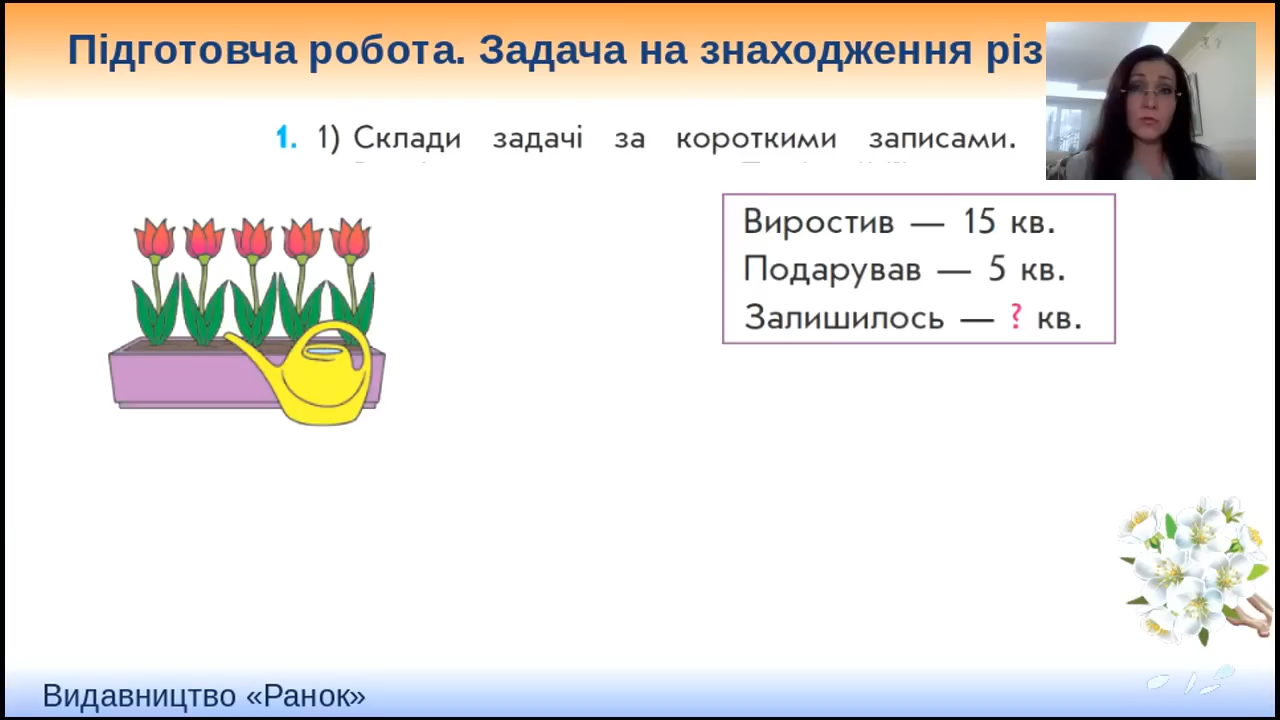 Підготовча робота. Задача на знаходження різ
1. 1) Склади задачі за короткими записами.
Виростив — 15 кв.
Подарував — 5 кв.
Залишилось — ? кв.
Видавництво «Ранок»